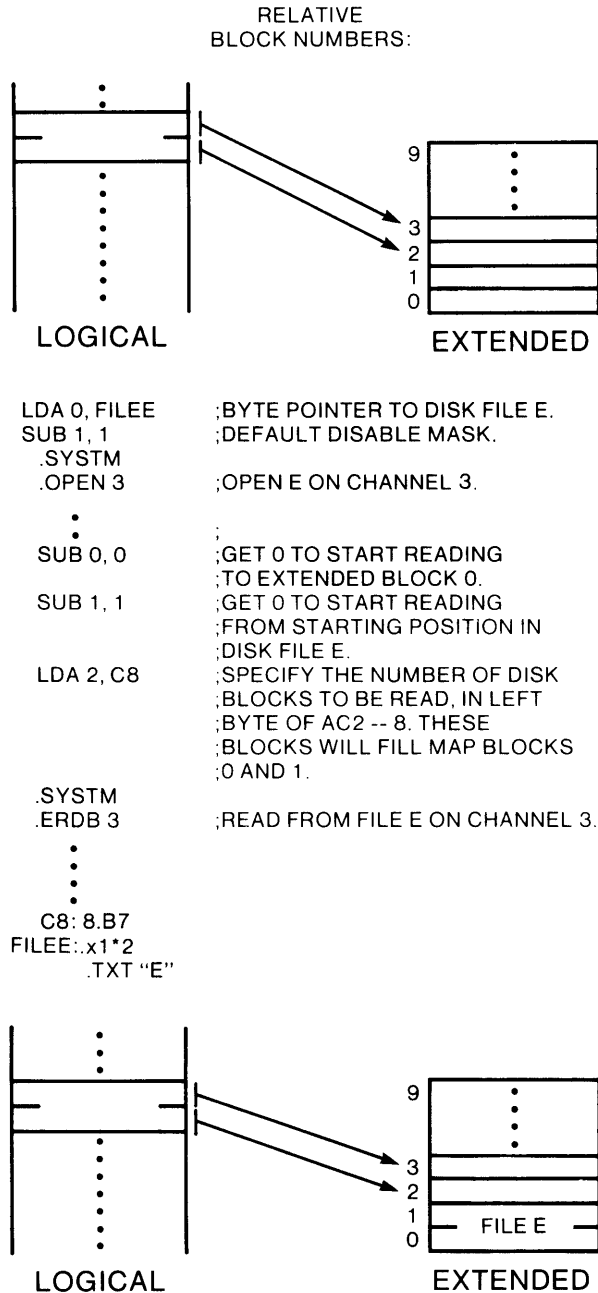 RELATIVE
BLOCK NUMBERS:
9
3
2
1
0
LOGICAL
EXTENDED
LDA 0, FILEE ;BYTE POINTER TO DISK FILE E.
SUB 1, 1 ;DEFAULT DISABLE MASK.
.SYSTM
.OPEN 3 ;OPEN E ON CHANNEL 3.
;
SUB 0, 0 ;GET 0 TO START READING
;TO EXTENDED BLOCK 0.
SUB 1, 1 ;GET 0 TO START READING
;FROM STARTING POSITION IN
;DISK FILE E.
LDA 2, C8 ;SPECIFY THE NUMBER OF DISK
;BLOCKS TO BE READ, IN LEFT
;BYTE OF AC2 -- 8. THESE
;BLOCKS WILL FILL MAP BLOCKS
;0 AND 1.
.SYSTM
.ERDB 3 ;READ FROM FILE E ON CHANNEL 3.
C8: 8.B7
FILEE:.x1*2
.TXT “E”
9
3
2
1
0
FILE E
LOGICAL
EXTENDED